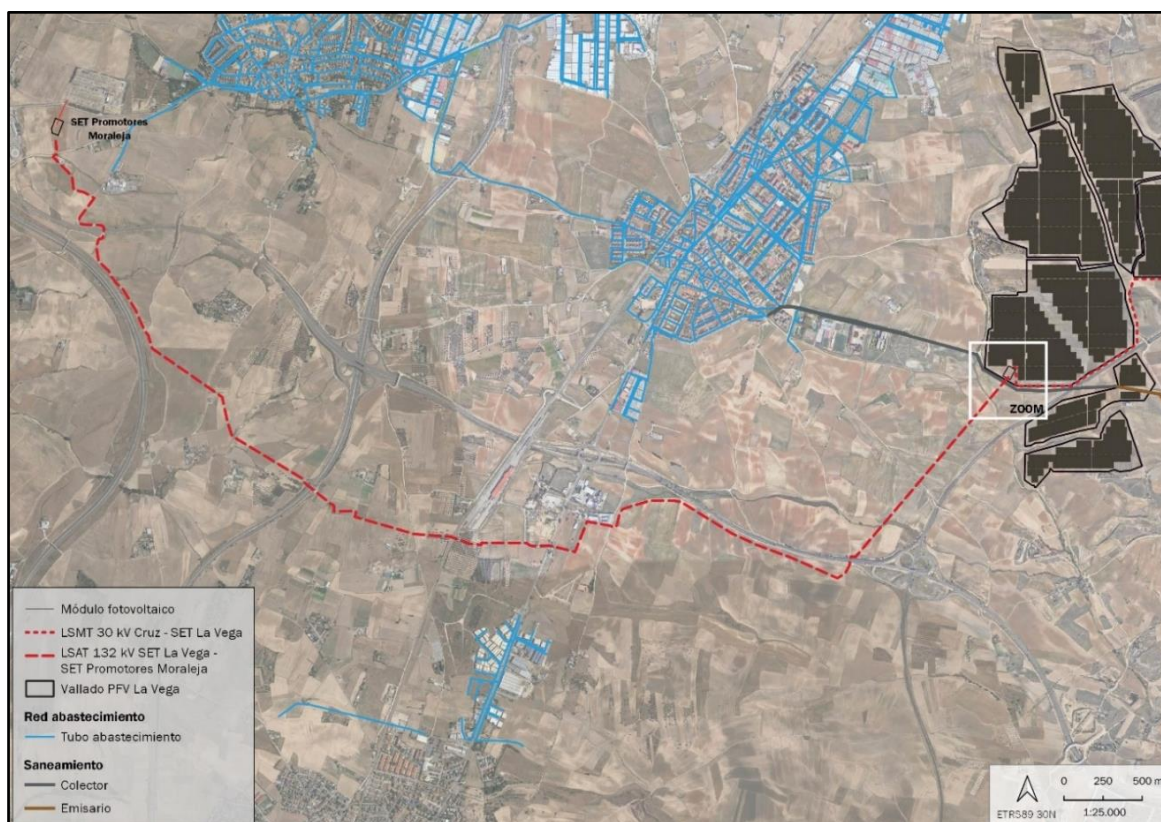 SET Promotores
Moraleja
ZOOM
Módulo fotovoltaico
LSMT 30 kV Cruz - SET La Vega
LSAT 132 kV SET La Vega -
SET Promotores Moraleja
Vallado PFV La Vega
Red abastecimiento
Tubo abastecimiento
Saneamiento
Colector
Emisario
0 250 500 m
ETRS89 30N
1:25.000